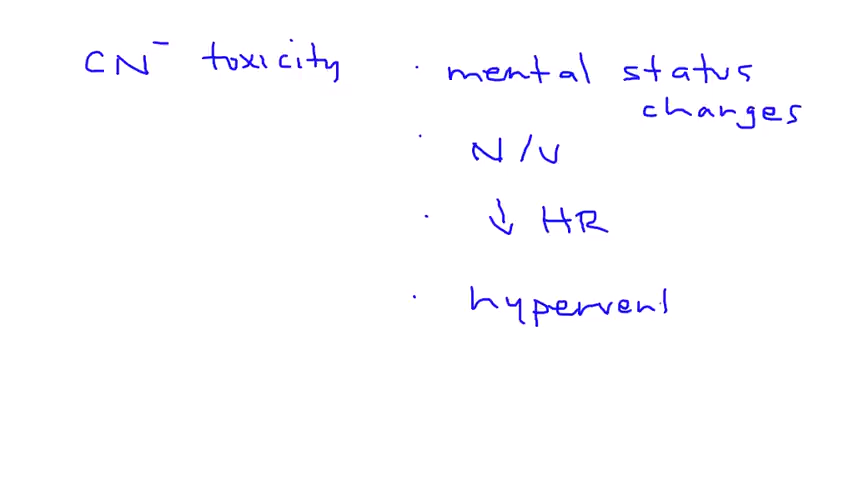 CN⁻ toxicity · mental status
changes
· N/V
· ↓ HR
· hypervent